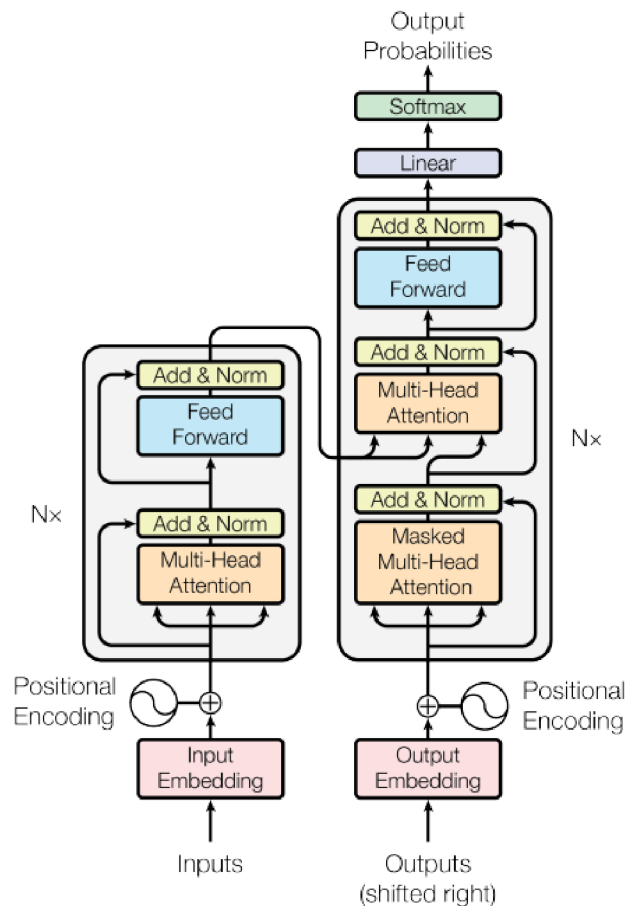 Output
Probabilities
Softmax
Linear
Add & Norm
Feed
Forward
Add & Norm
Multi-Head
Attention
Add & Norm
Masked
Multi-Head
Attention
Nx
Add & Norm
Feed
Forward
Add & Norm
Multi-Head
Attention
Nx
Positional
Encoding
Positional
Encoding
Input
Embedding
Output
Embedding
Inputs
Outputs
(shifted right)